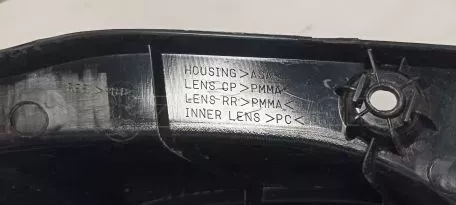 HOUSING>ASA<
LENS CP>PMMA<
LENS RR>PMMA<
INNER LENS>PC<